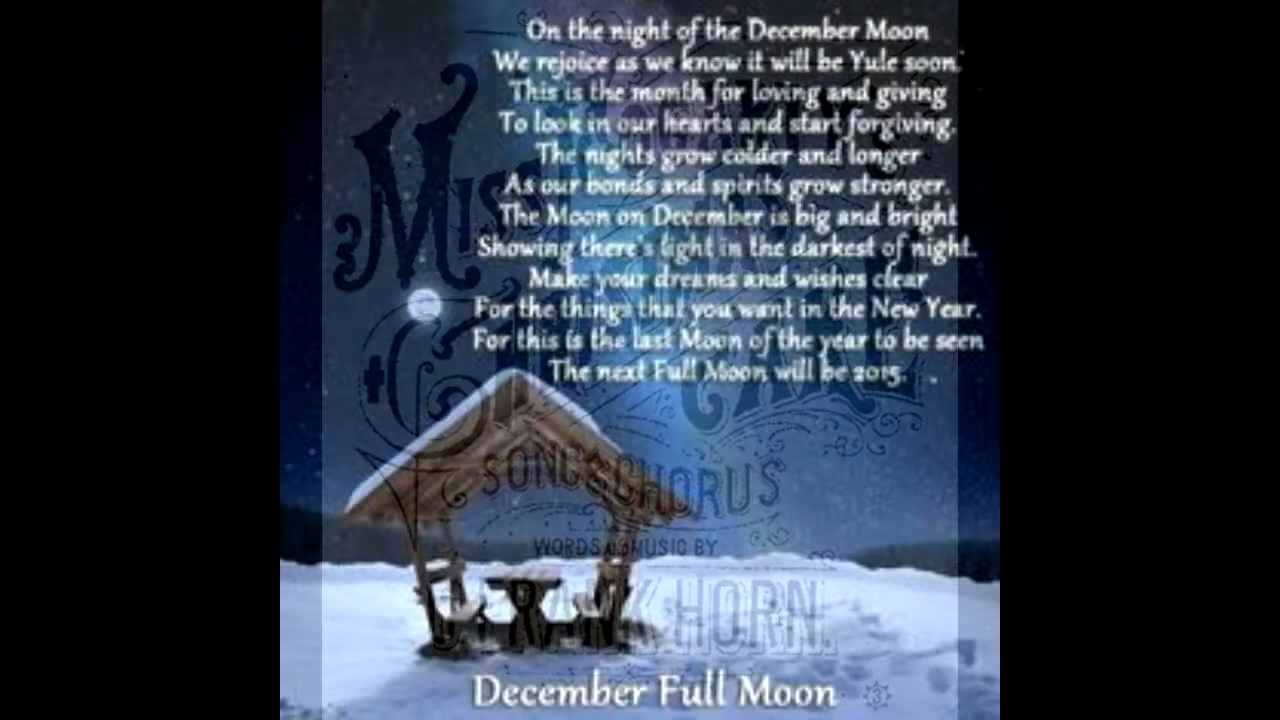 On the night of the December Moon
We rejoice as we know it will be Yule soon.
This is the month for loving and giving
To look in our hearts and start forgiving.
The nights grow colder and longer
As our bonds and spirits grow stronger.
The Moon on December is big and bright
Showing there's light in the darkest of night.
Make your dreams and wishes clear
For the things that you want in the New Year.
For this is the last Moon of the year to be seen
The next Full Moon will be 2015.
MISS
CAKE
SONG & CHORUS
WORDS & MUSIC BY
FRANK HORN.
December Full Moon
3